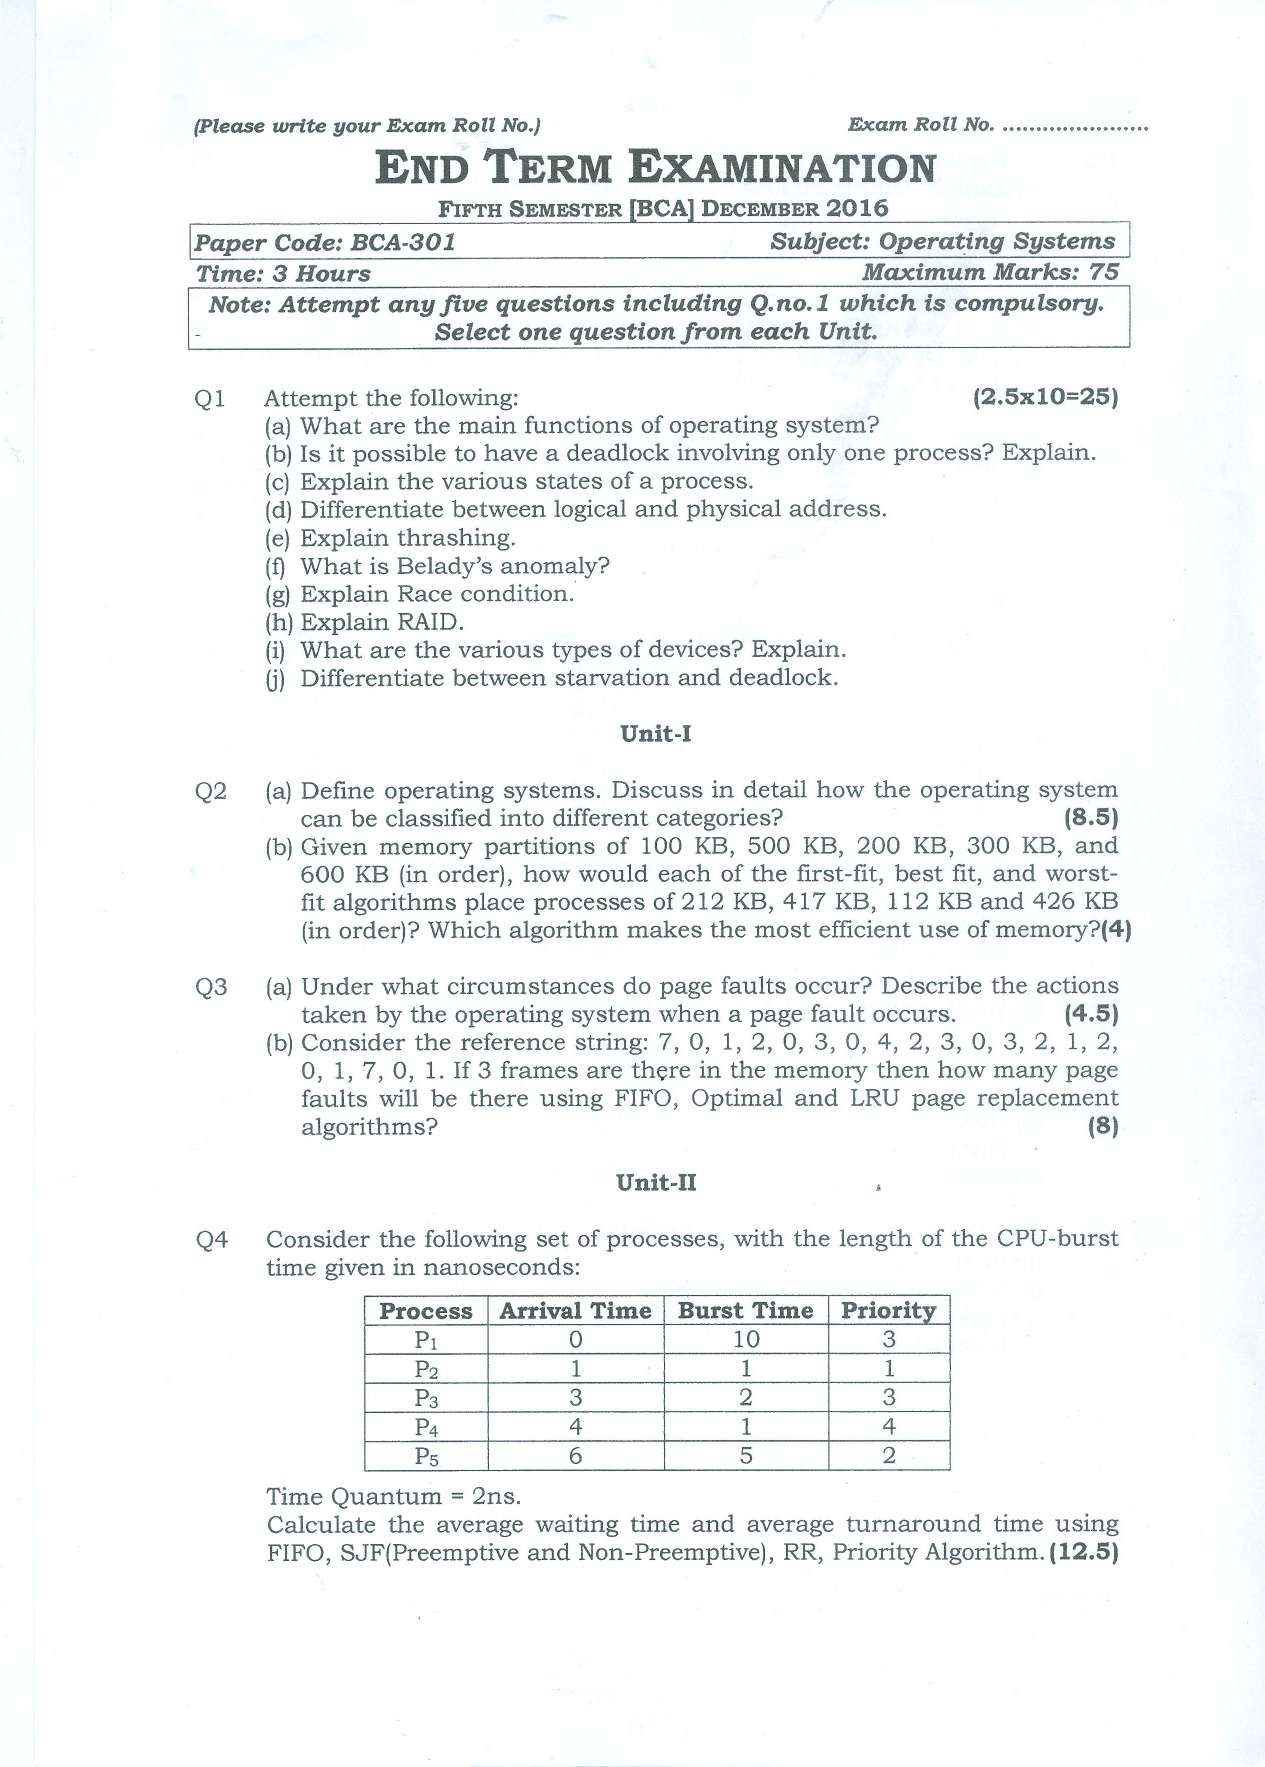 (Please write your Exam Roll No.) Exam Roll No. ......................
END TERM EXAMINATION
FIFTH SEMESTER [BCA] DECEMBER 2016
Paper Code: BCA-301 Subject: Operating Systems
Time: 3 Hours Maximum Marks: 75
Note: Attempt any five questions including Q.no.1 which is compulsory.
Select one question from each Unit.
Q1 Attempt the following: (2.5x10=25)
(a) What are the main functions of operating system?
(b) Is it possible to have a deadlock involving only one process? Explain.
(c) Explain the various states of a process.
(d) Differentiate between logical and physical address.
(e) Explain thrashing.
(f) What is Belady's anomaly?
(g) Explain Race condition.
(h) Explain RAID.
(i) What are the various types of devices? Explain.
(j) Differentiate between starvation and deadlock.
Unit-I
Q2 (a) Define operating systems. Discuss in detail how the operating system
can be classified into different categories? (8.5)
(b) Given memory partitions of 100 KB, 500 KB, 200 KB, 300 KB, and
600 KB (in order), how would each of the first-fit, best fit, and worst-
fit algorithms place processes of 212 KB, 417 KB, 112 KB and 426 KB
(in order)? Which algorithm makes the most efficient use of memory?(4)
Q3 (a) Under what circumstances do page faults occur? Describe the actions
taken by the operating system when a page fault occurs. (4.5)
(b) Consider the reference string: 7, 0, 1, 2, 0, 3, 0, 4, 2, 3, 0, 3, 2, 1, 2,
0, 1, 7, 0, 1. If 3 frames are there in the memory then how many page
faults will be there using FIFO, Optimal and LRU page replacement
algorithms? (8)
Unit-II
Q4 Consider the following set of processes, with the length of the CPU-burst
time given in nanoseconds:
Process Arrival Time Burst Time Priority
P1 0 10 3
P2 1 1 1
P3 3 2 3
P4 4 1 4
P5 6 5 2
Time Quantum = 2ns.
Calculate the average waiting time and average turnaround time using
FIFO, SJF(Preemptive and Non-Preemptive), RR, Priority Algorithm. (12.5)